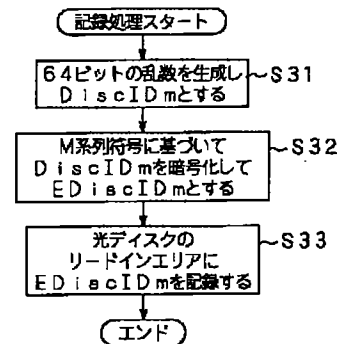 記録処理スタート
64ビットの乱数を生成し
DiscIDmとする
S31
M系列符号に基づいて
DiscIDmを暗号化して
EDiscIDmとする
S32
光ディスクの
リードインエリアに
EDiscIDmを記録する
S33
エンド